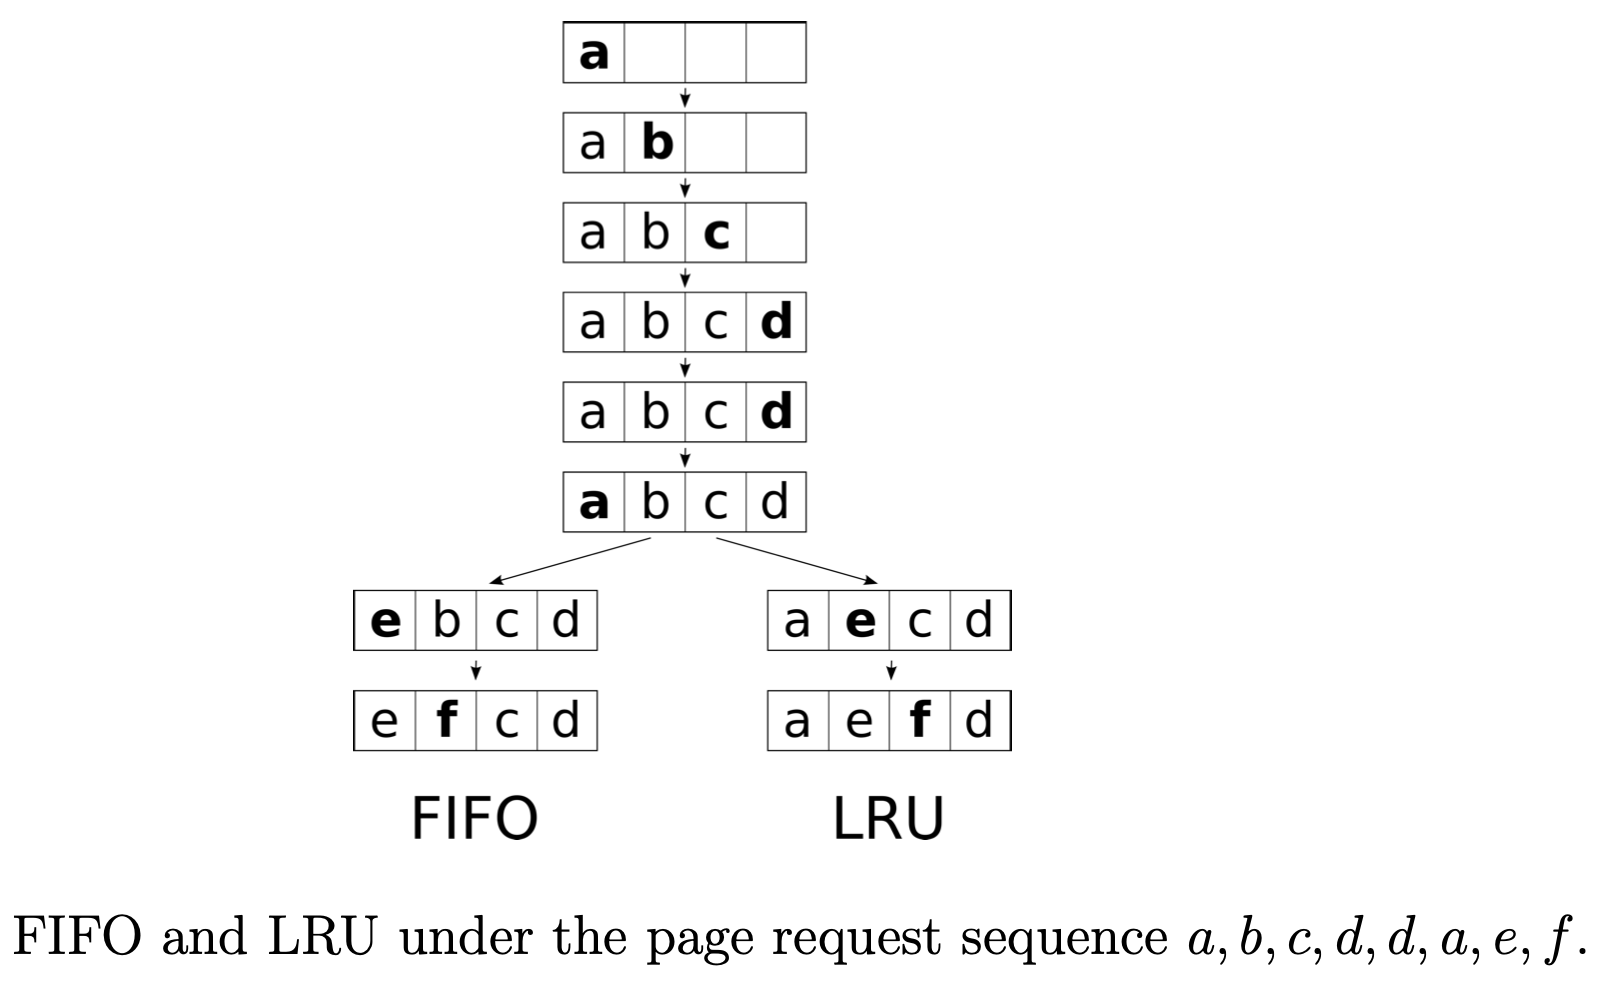 a
a b
a b c
a b c d
a b c d
a b c d
e b c d
a e c d
e f c d
a e f d
FIFO
LRU
FIFO and LRU under the page request sequence a, b, c, d, d, a, e, f.